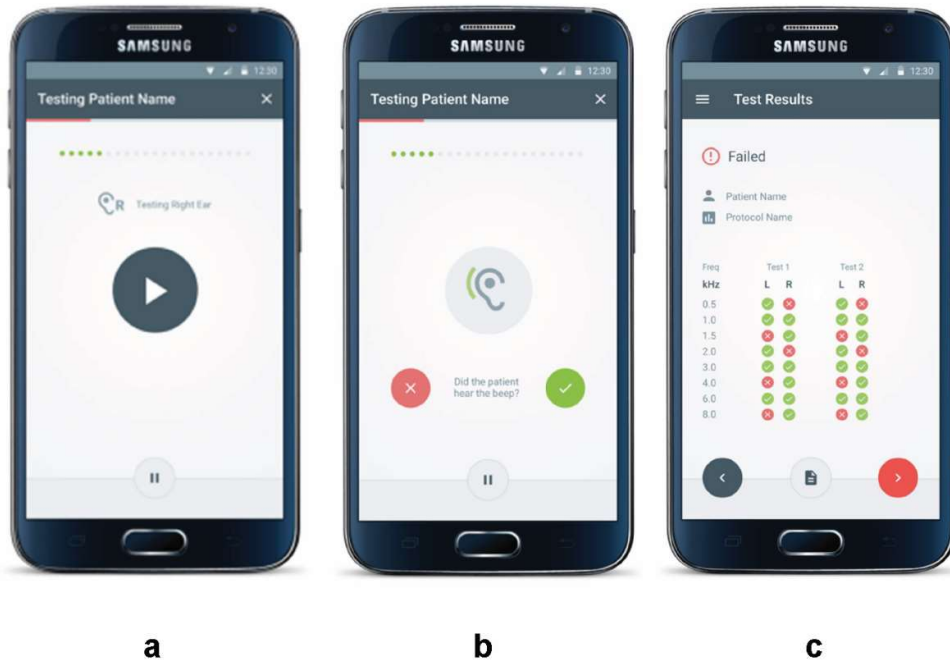 SAMSUNG
12:30
Testing Patient Name
R Testing Right Ear
a
SAMSUNG
12:30
Testing Patient Name
Did the patient
hear the beep?
b
SAMSUNG
12:30
Test Results
Failed
Patient Name
Protocol Name
Freq Test 1 Test 2
kHz L R L R
0.5
1.0
1.5
2.0
3.0
4.0
6.0
8.0
c